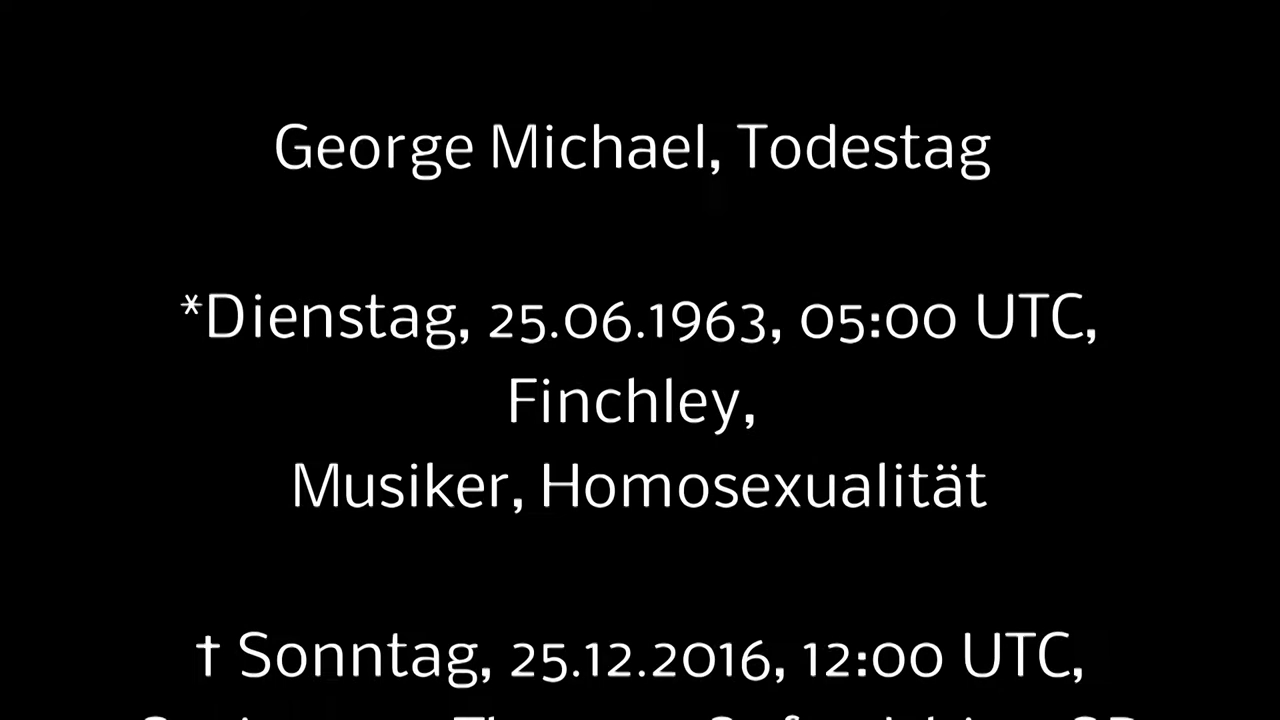 George Michael, Todestag
*Dienstag, 25.06.1963, 05:00 UTC,
Finchley,
Musiker, Homosexualität
† Sonntag, 25.12.2016, 12:00 UTC,